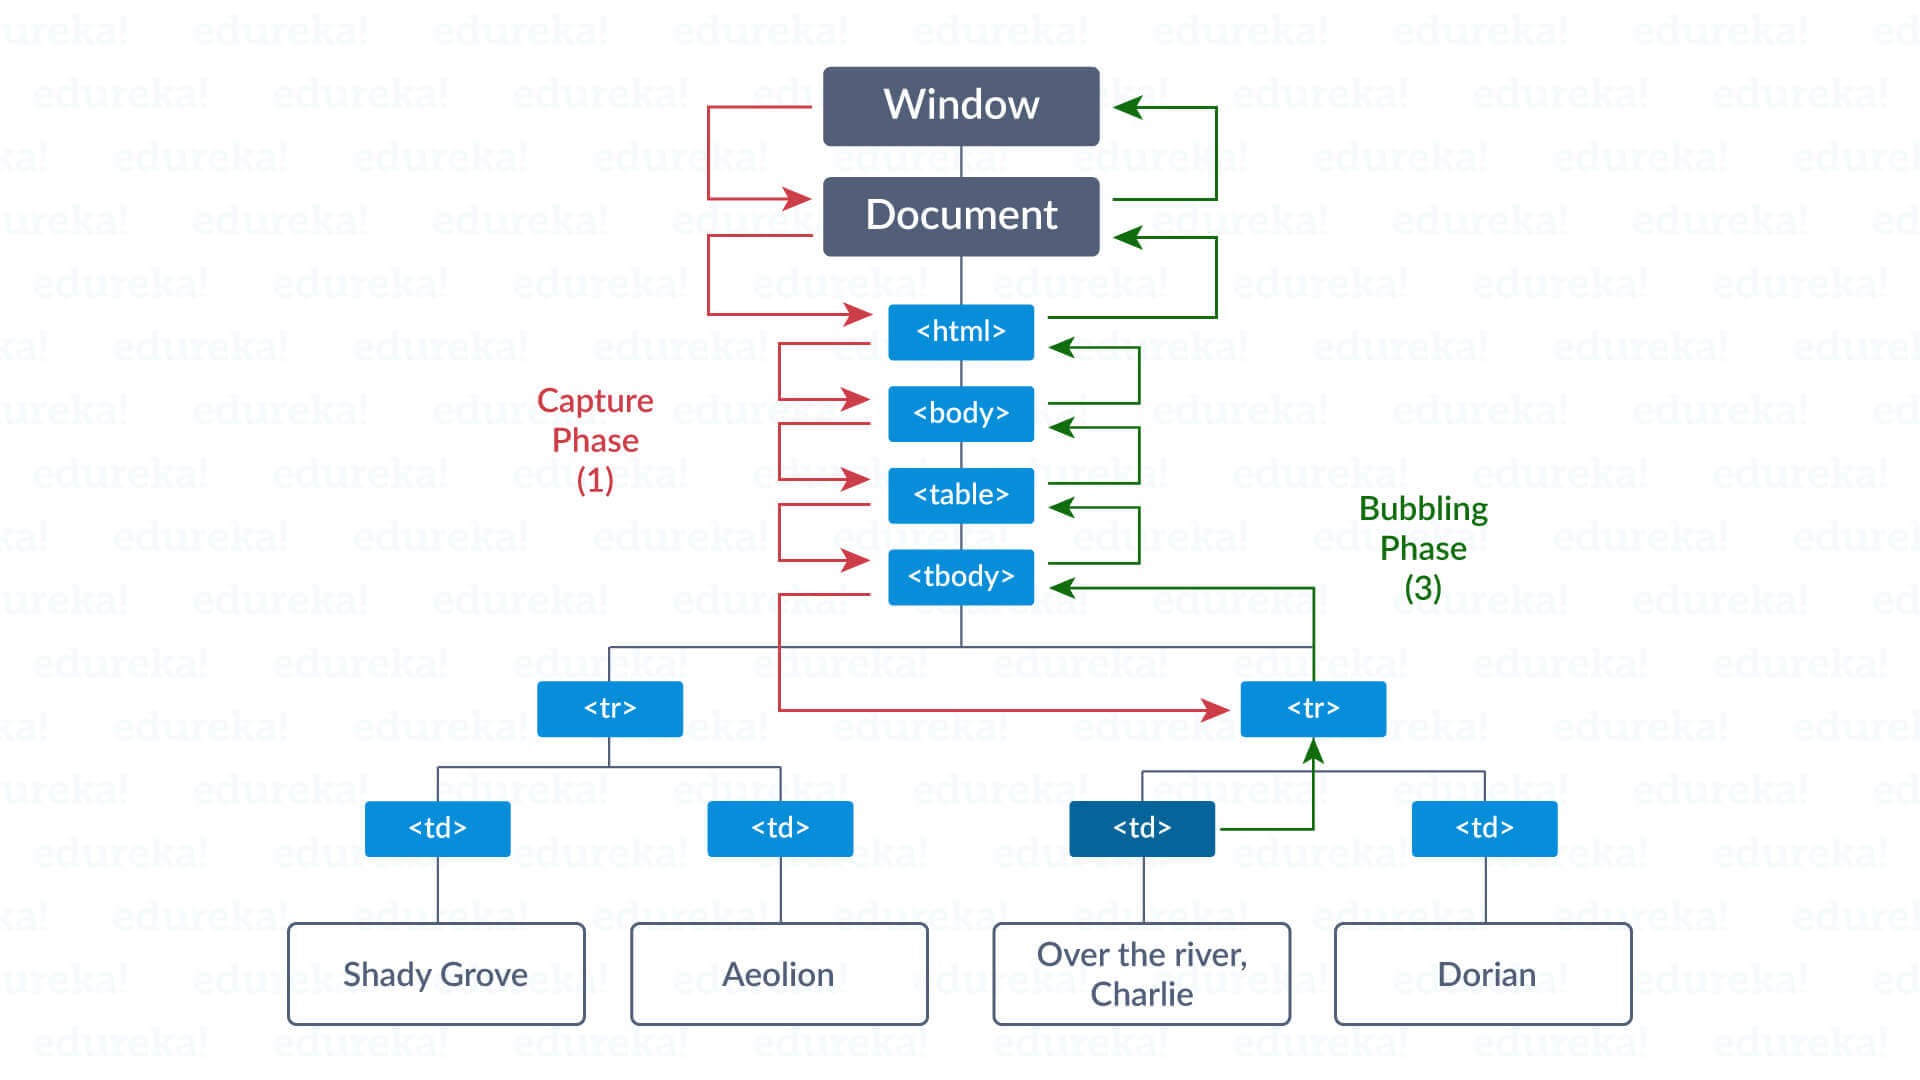 Window
Document
<html>
<body>
<table>
<tbody>
Capture
Phase
(1)
Bubbling
Phase
(3)
<tr>
<tr>
<td>
<td>
<td>
<td>
Shady Grove
Aeolion
Over the river,
Charlie
Dorian
edureka!